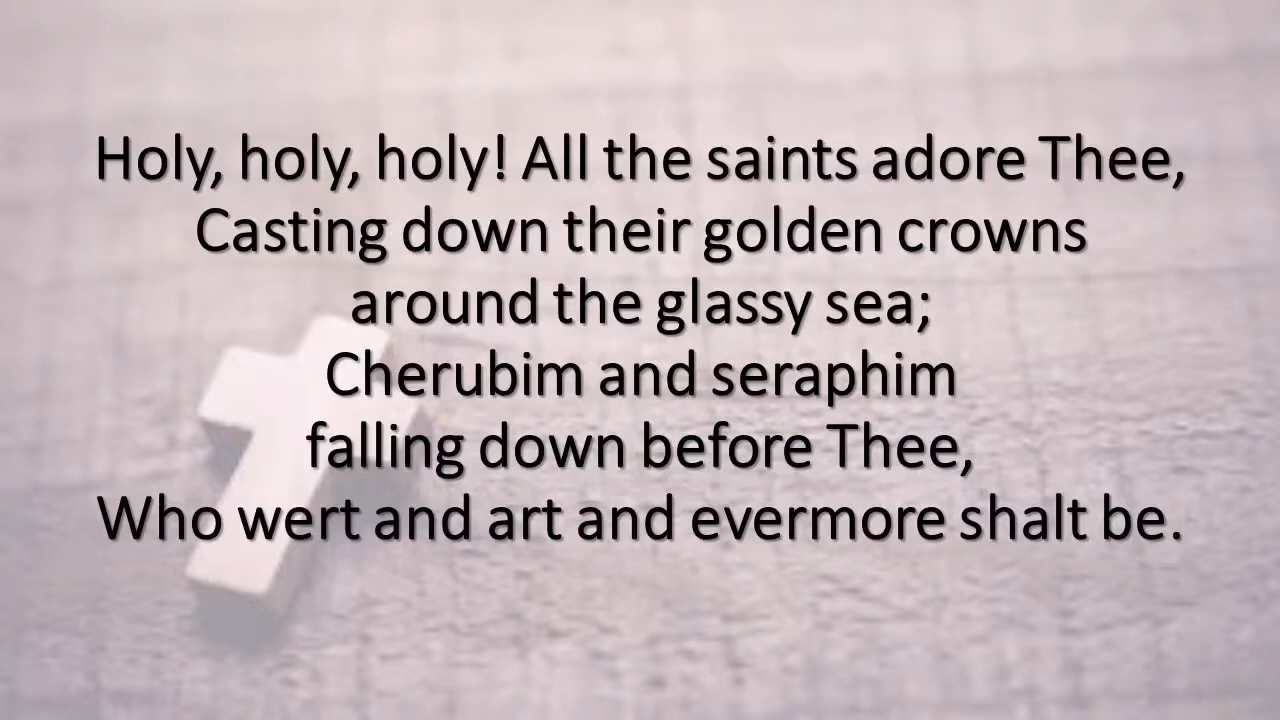 Holy, holy, holy! All the saints adore Thee,
Casting down their golden crowns
around the glassy sea;
Cherubim and seraphim
falling down before Thee,
Who wert and art and evermore shalt be.